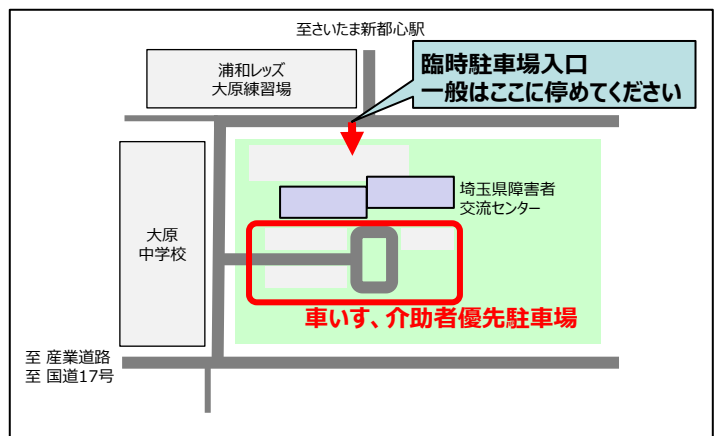 至さいたま新都心駅
浦和レッズ
大原練習場
臨時駐車場入口
一般はここに停めてください
大原
中学校
埼玉県障害者
交流センター
車いす、介助者優先駐車場
至 産業道路
至 国道17号